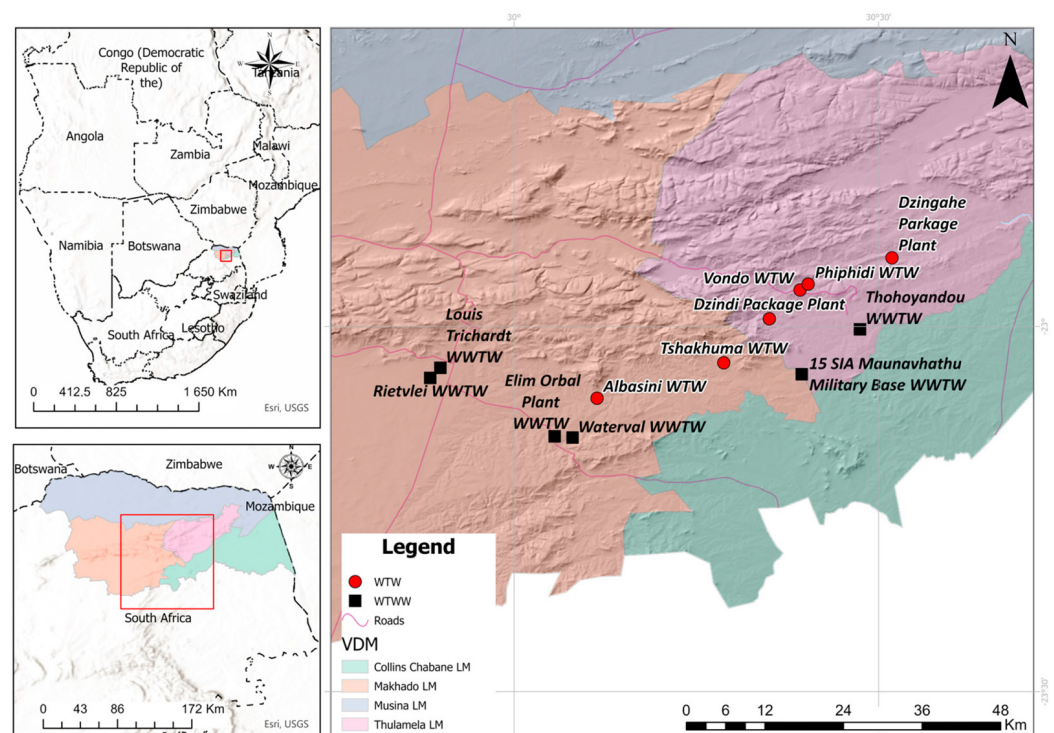 Congo (Democratic
Republic of
the)
N
W
E
S
Tanzania
Angola
Zambia
Malawi
Mozambique
Zimbabwe
Namibia
Botswana
Swaziland
South Africa
Lesotho
0 412.5 825 1 650 Km
Esri, USGS
Botswana
Zimbabwe
N
W
E
S
Mozambique
South Africa
0 43 86 172 Km
Esri, USGS
30°
30°30'
N
Dzingahe
Parkage
Plant
Vondo WTW
Phiphidi WTW
Dzindi Package Plant
Thohoyandou
WWTW
-23°
Louis
Trichardt
WWTW
Tshakhuma WTW
15 SIA Maunavhathu
Military Base WWTW
Rietvlei WWTW
Elim Orbal
Plant
WWTW
Albasini WTW
Waterval WWTW
Legend
WTW
WTWW
Roads
VDM
Collins Chabane LM
Makhado LM
Musina LM
Thulamela LM
-23°30'
0 6 12 24 36 48
Km